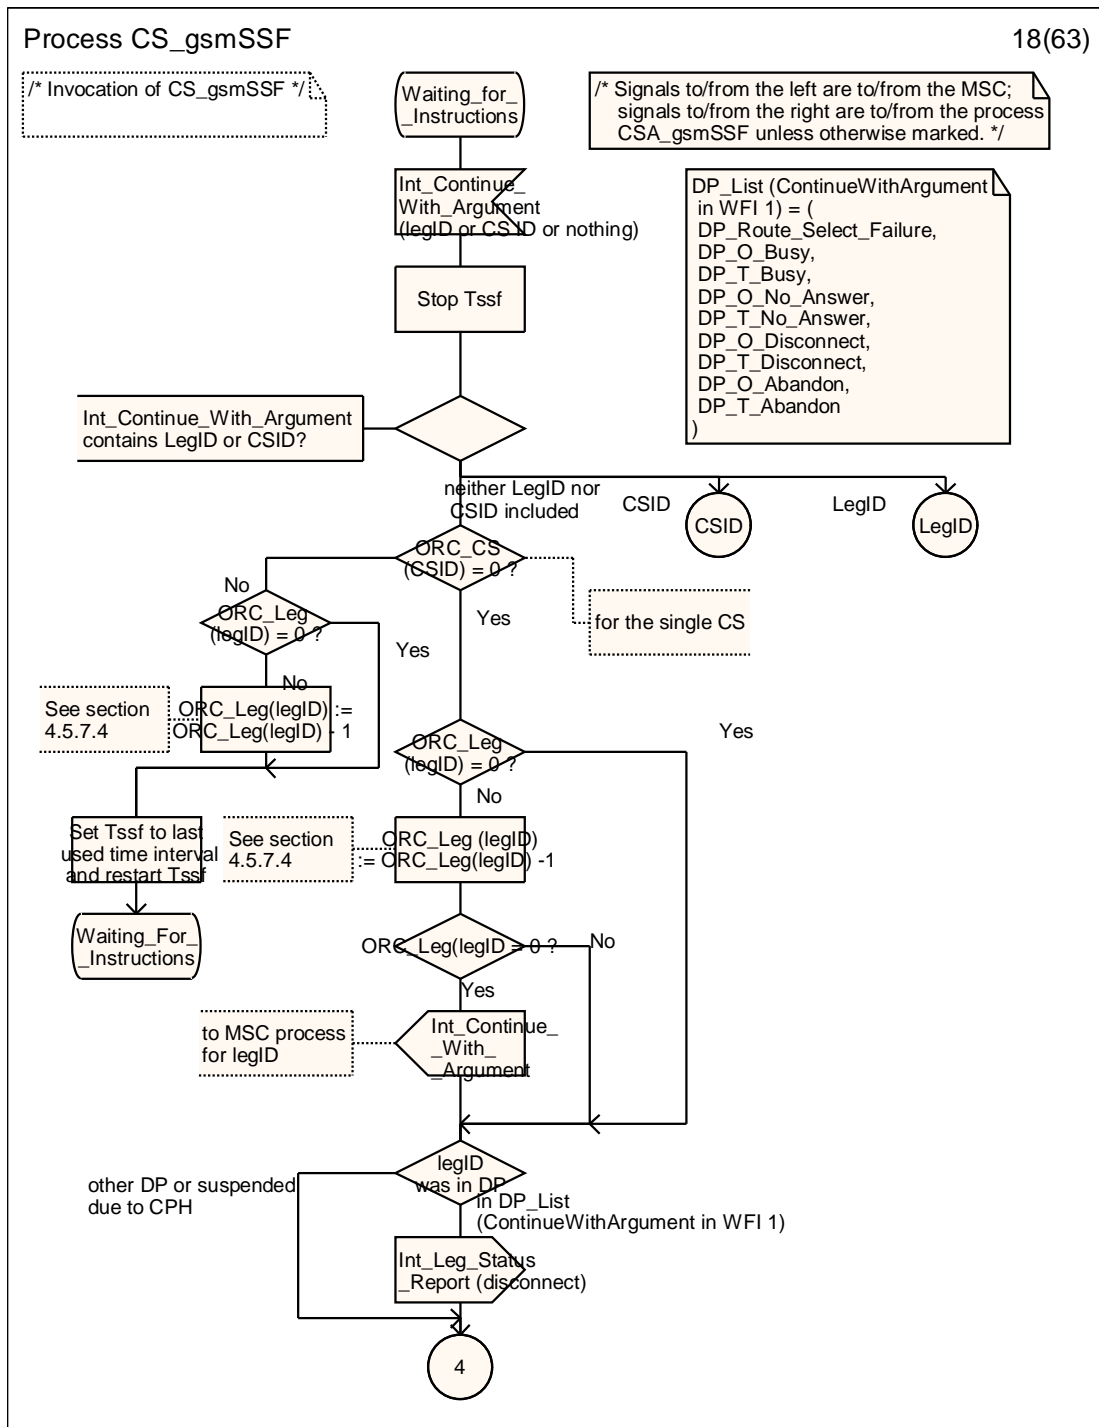 Process CS_gsmSSF
18(63)
/* Invocation of CS_gsmSSF */
Waiting_for_
_Instructions
/* Signals to/from the left are to/from the MSC;
signals to/from the right are to/from the process
CSA_gsmSSF unless otherwise marked. */
Int_Continue_
With_Argument
(legID or CS ID or nothing)
DP_List (ContinueWithArgument
in WFI 1) = (
DP_Route_Select_Failure,
DP_O_Busy,
DP_T_Busy,
DP_O_No_Answer,
DP_T_No_Answer,
DP_O_Disconnect,
DP_T_Disconnect,
DP_O_Abandon,
DP_T_Abandon
)
Stop Tssf
Int_Continue_With_Argument
contains LegID or CSID?
neither LegID nor
CSID included
CSID
CSID
LegID
LegID
ORC_CS
(CSID) = 0 ?
No
Yes
for the single CS
ORC_Leg
(legID) = 0 ?
Yes
No
See section
4.5.7.4
ORC_Leg(legID) :=
ORC_Leg(legID) - 1
ORC_Leg
(legID) = 0 ?
Yes
No
Set Tssf to last
used time interval
and restart Tssf
See section
4.5.7.4
ORC_Leg (legID)
:= ORC_Leg(legID) -1
Waiting_For_
_Instructions
ORC_Leg(legID = 0 ?
No
Yes
to MSC process
for legID
Int_Continue_
_With_
_Argument
legID
was in DP
other DP or suspended
due to CPH
in DP_List
(ContinueWithArgument in WFI 1)
Int_Leg_Status
_Report (disconnect)
4